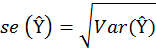 se (Ŷ) = √Var(Ŷ)